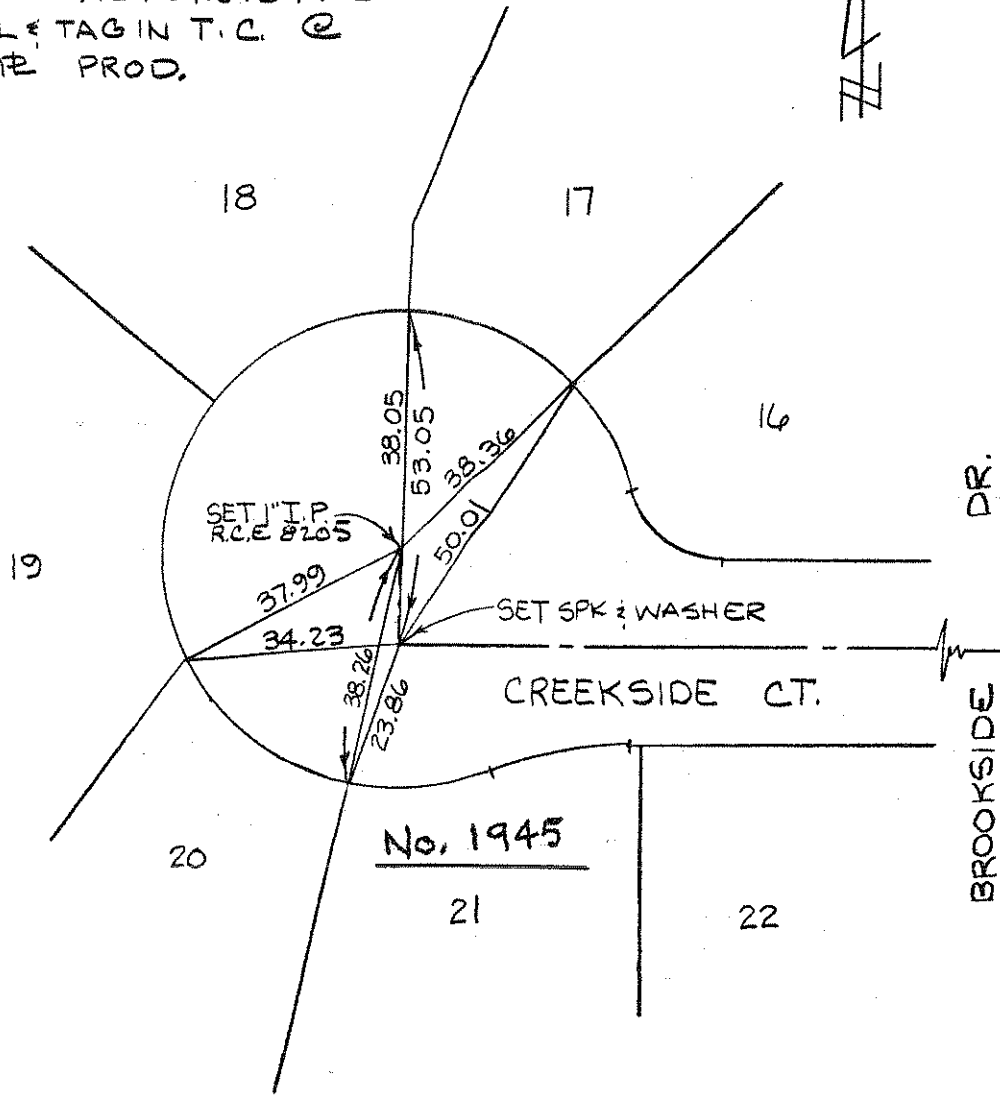 & TAG IN T.C. @
PROD.
18
17
16
38.05
53.05
38.36
SET 1" I.P.
R.C.E 8205
50.01
19
37.99
34.23
SET SPK & WASHER
38.26
23.86
CREEKSIDE CT.
BROOKSIDE DR.
No. 1945
20
21
22